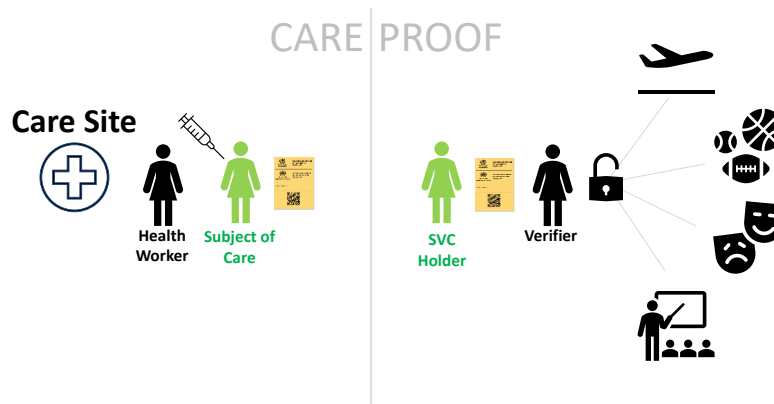 CARE PROOF
Care Site
Health
Worker
Subject of
Care
SVC
Holder
Verifier